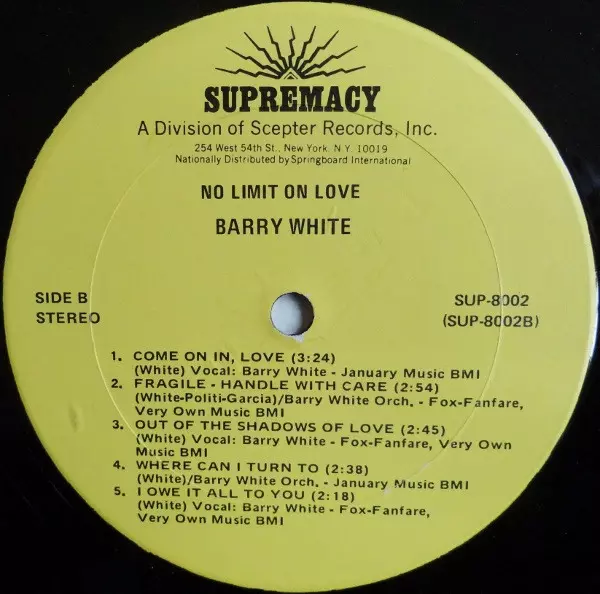 SUPREMACY
A Division of Scepter Records, Inc.
254 West 54th St., New York, N.Y. 10019
Nationally Distributed by Springboard International
NO LIMIT ON LOVE
BARRY WHITE
SIDE B
STEREO
SUP-8002
(SUP-8002B)
1. COME ON IN, LOVE (3:24)
(White) Vocal: Barry White - January Music BMI
2. FRAGILE - HANDLE WITH CARE (2:54)
(White-Politi-Garcia)/Barry White Orch. - Fox-Fanfare,
Very Own Music BMI
3. OUT OF THE SHADOWS OF LOVE (2:45)
(White) Vocal: Barry White - Fox-Fanfare, Very Own
Music BMI
4. WHERE CAN I TURN TO (2:38)
(White)/Barry White Orch. - January Music BMI
5. I OWE IT ALL TO YOU (2:18)
(White) Vocal: Barry White - Fox-Fanfare,
Very Own Music BMI